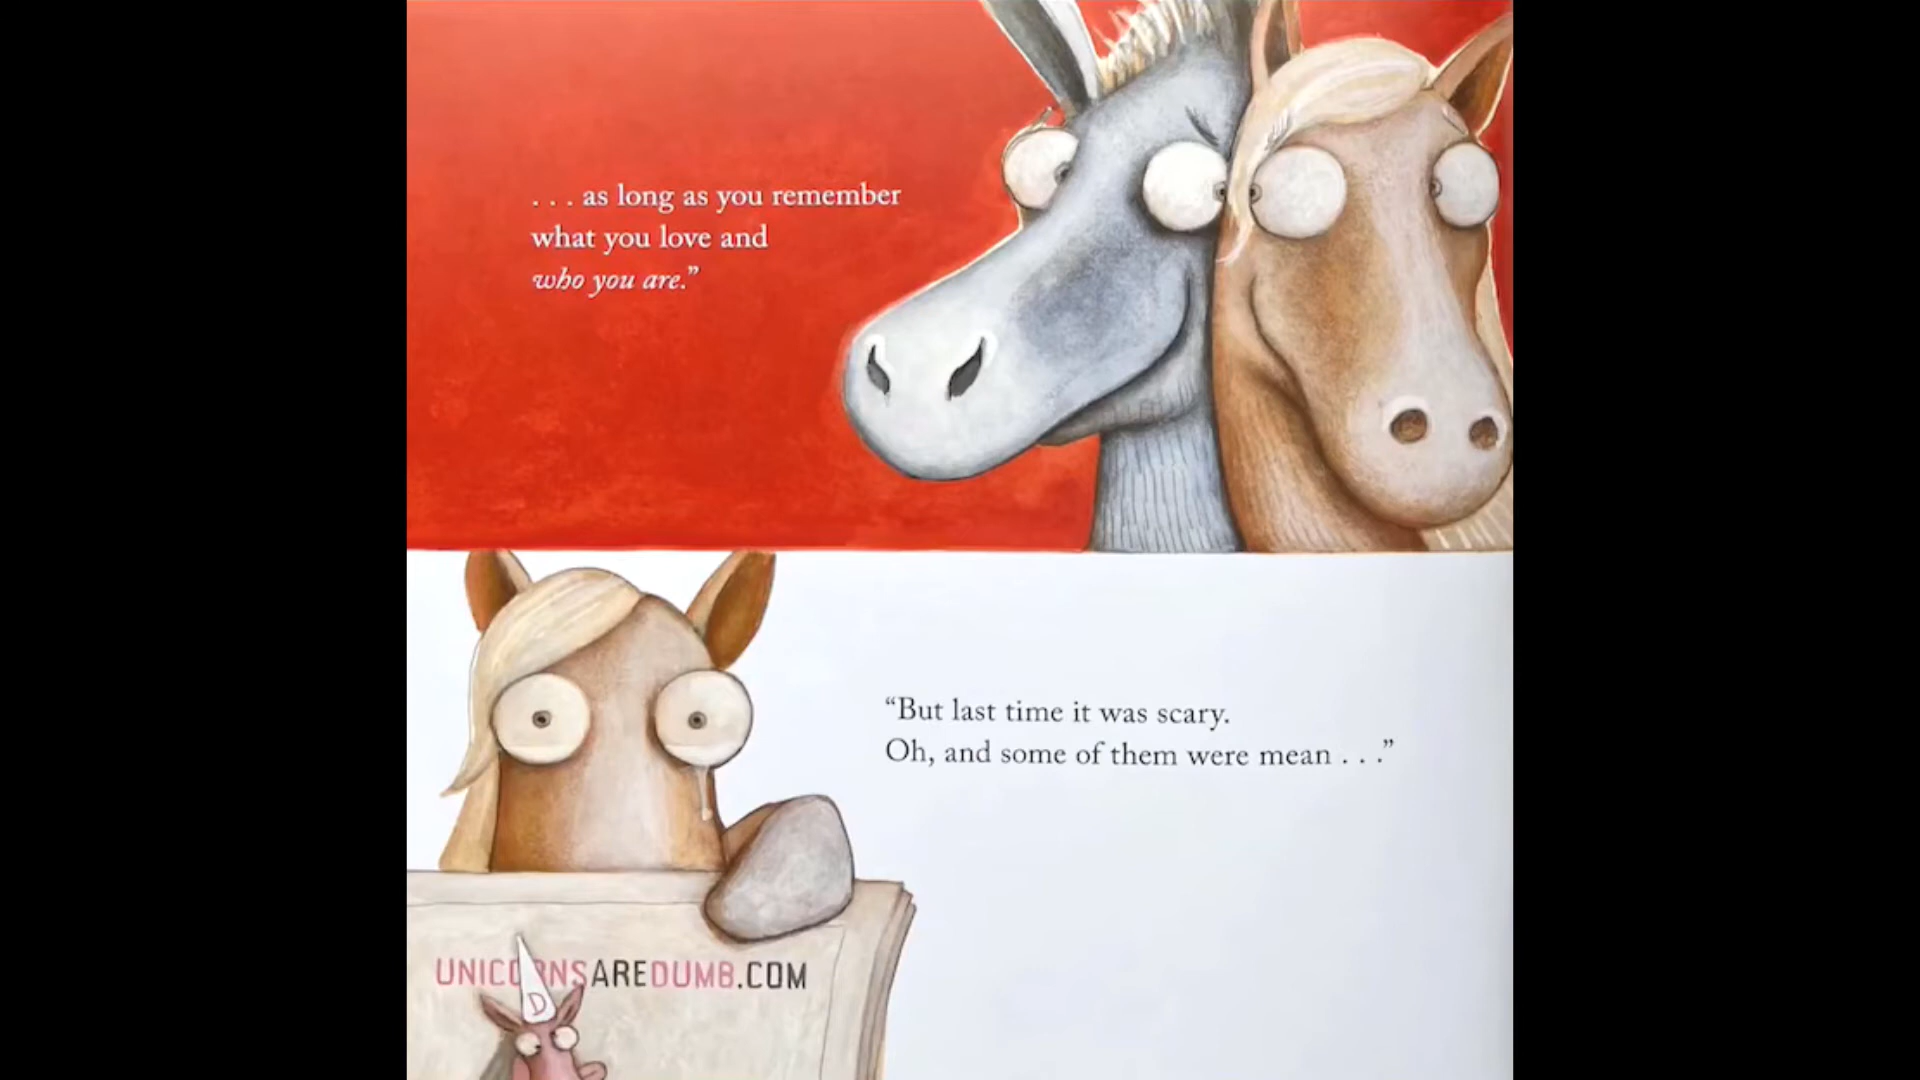 . . . as long as you remember
what you love and
who you are.”
“But last time it was scary.
Oh, and some of them were mean . . .”
UNICORNSAREDUMB.COM
D